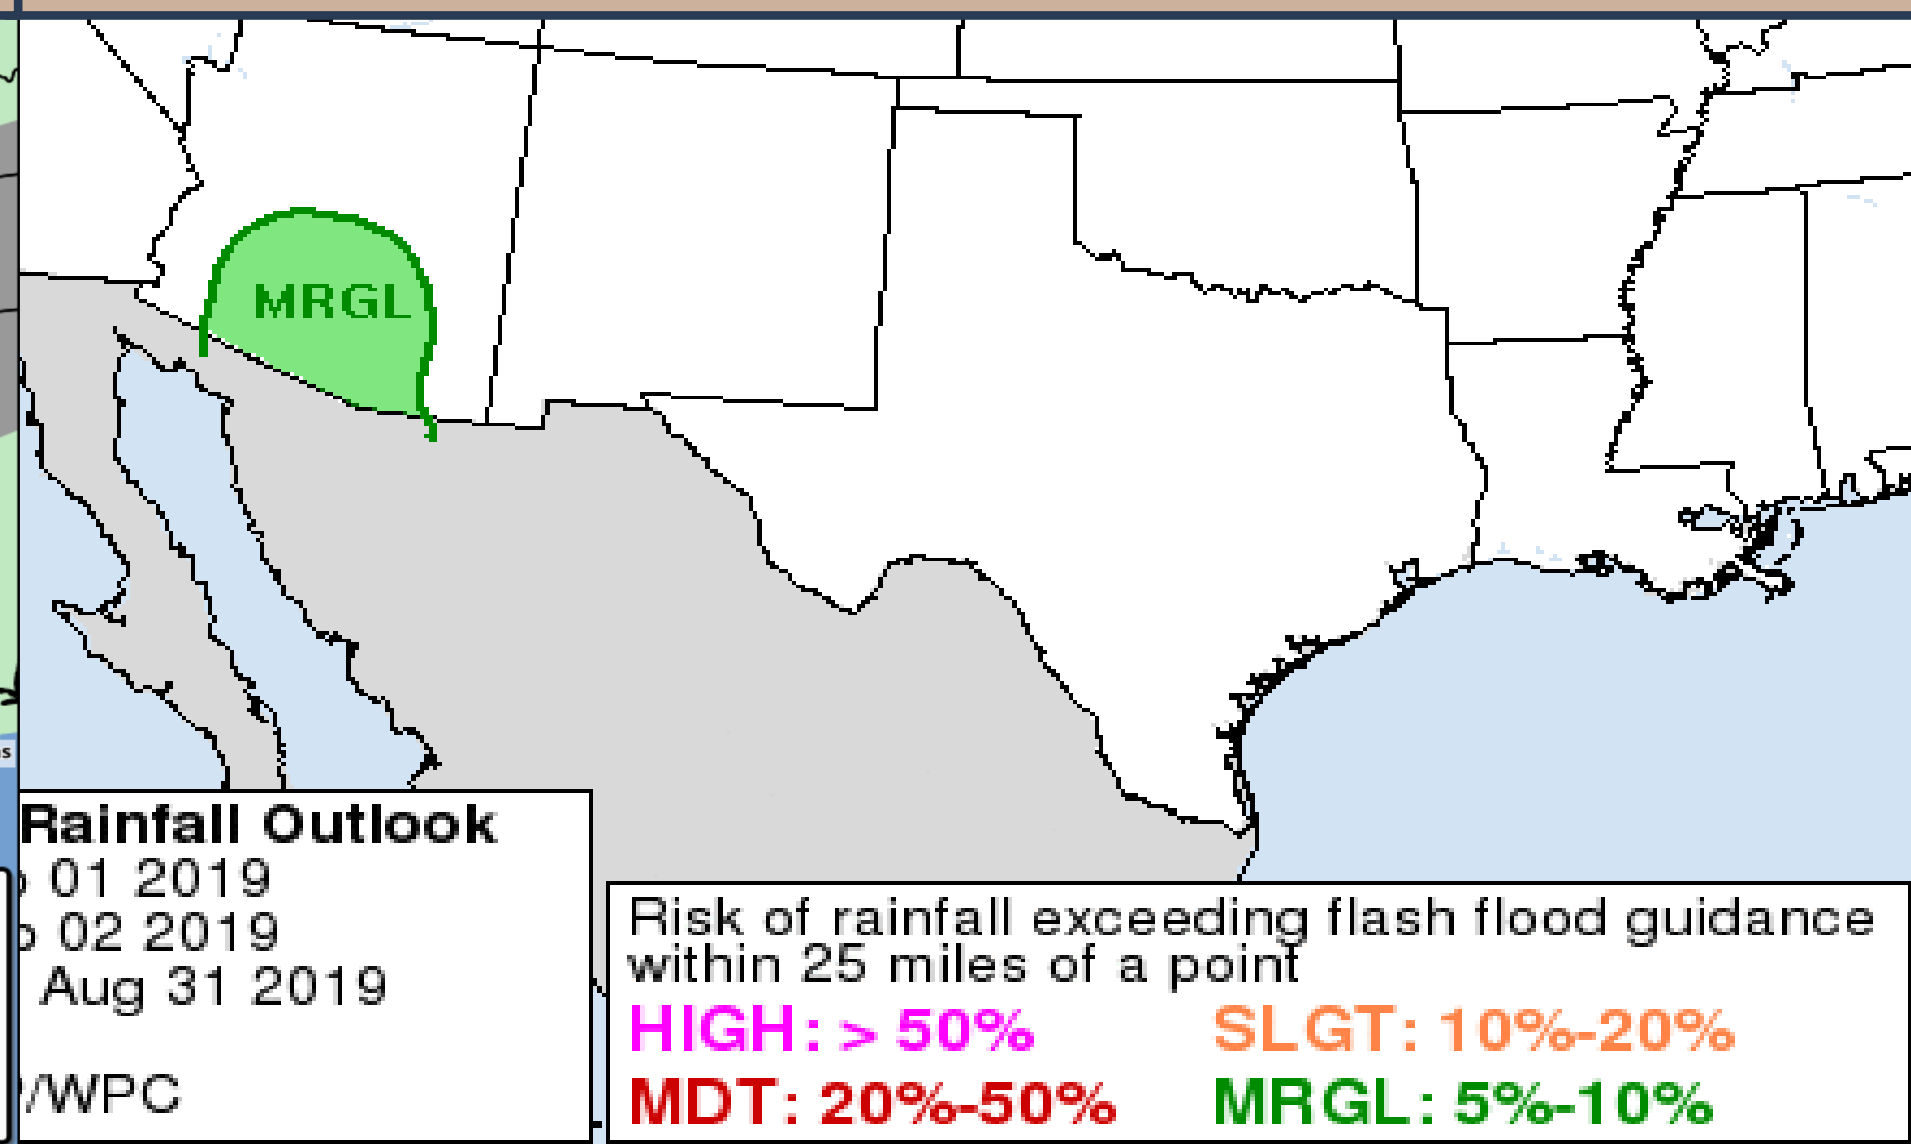 MRGL
Rainfall Outlook
01 2019
02 2019
Aug 31 2019
/WPC
Risk of rainfall exceeding flash flood guidance
within 25 miles of a point
HIGH: > 50% SLGT: 10%-20%
MDT: 20%-50% MRGL: 5%-10%